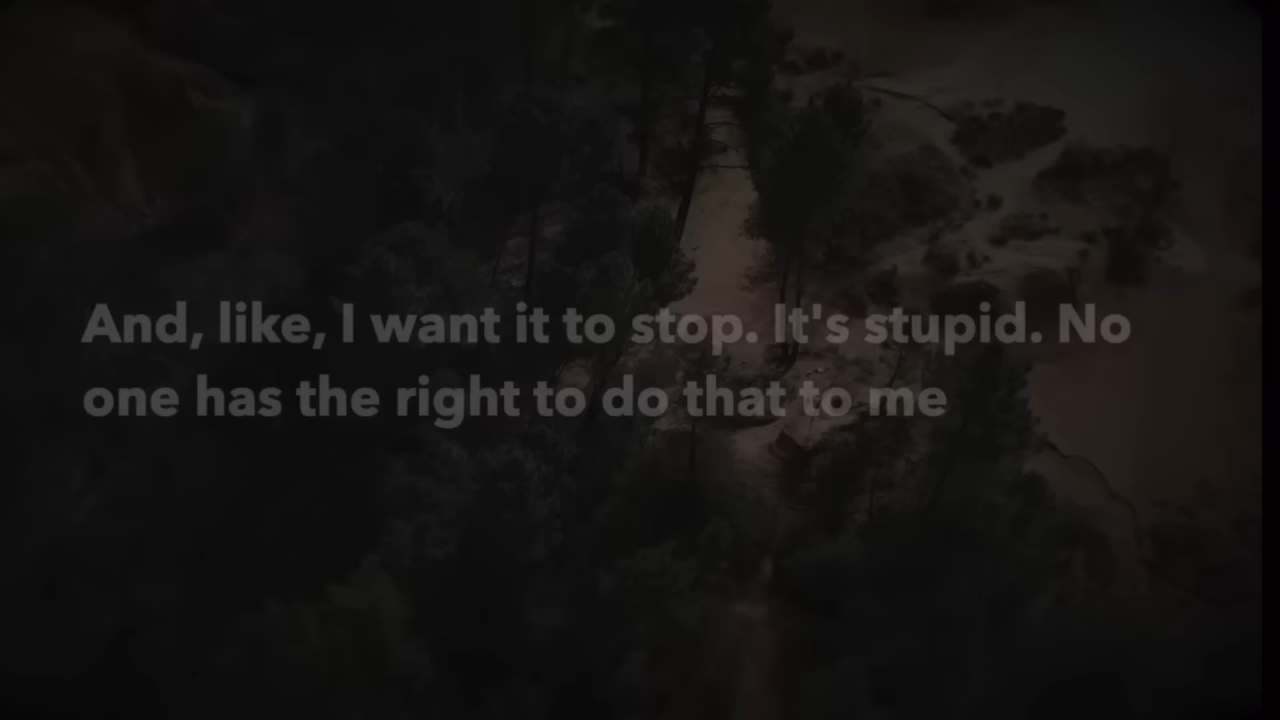 And, like, I want it to stop. It's stupid. No
one has the right to do that to me